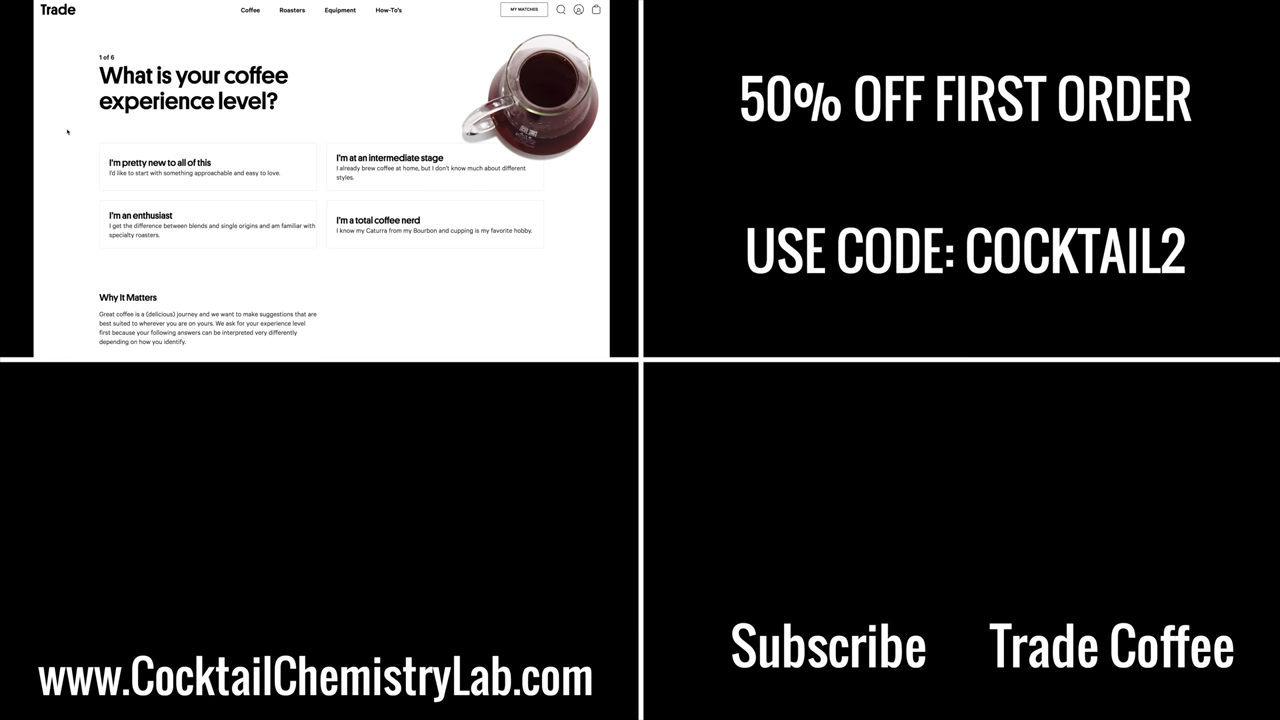 Trade
Coffee Roasters Equipment How-To's MY MATCHES
1 of 6
What is your coffee
experience level?
I'm pretty new to all of this
I'd like to start with something approachable and easy to love.
I'm at an intermediate stage
I already brew coffee at home, but I don't know much about different
styles.
I'm an enthusiast
I get the difference between blends and single origins and am familiar with
specialty roasters.
I'm a total coffee nerd
I know my Caturra from my Bourbon and cupping is my favorite hobby.
Why It Matters
Great coffee is a (delicious) journey and we want to make suggestions that are
best suited to wherever you are on yours. We ask for your experience level
first because your following answers can be interpreted very differently
depending on how you identify.
50% OFF FIRST ORDER
USE CODE: COCKTAIL2
www.CocktailChemistryLab.com
Subscribe
Trade Coffee